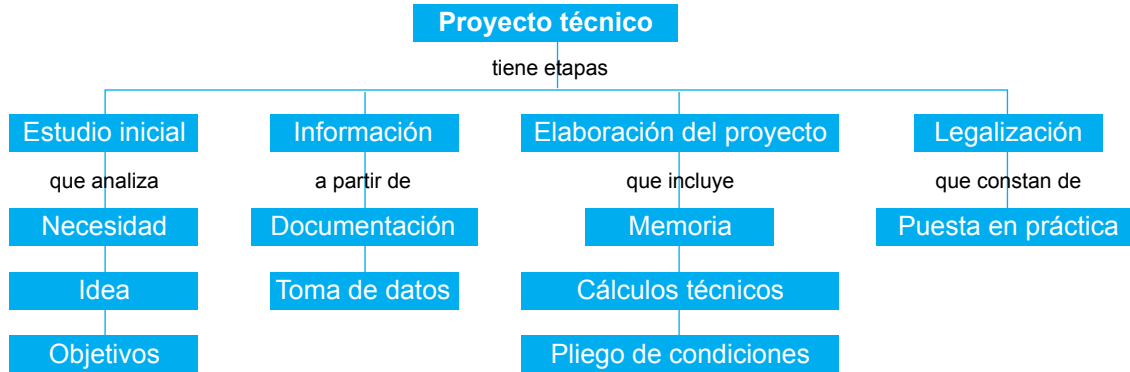 Proyecto técnico
tiene etapas
Estudio inicial
Información
Elaboración del proyecto
Legalización
que analiza
a partir de
que incluye
que constan de
Necesidad
Documentación
Memoria
Puesta en práctica
Idea
Toma de datos
Cálculos técnicos
Objetivos
Pliego de condiciones